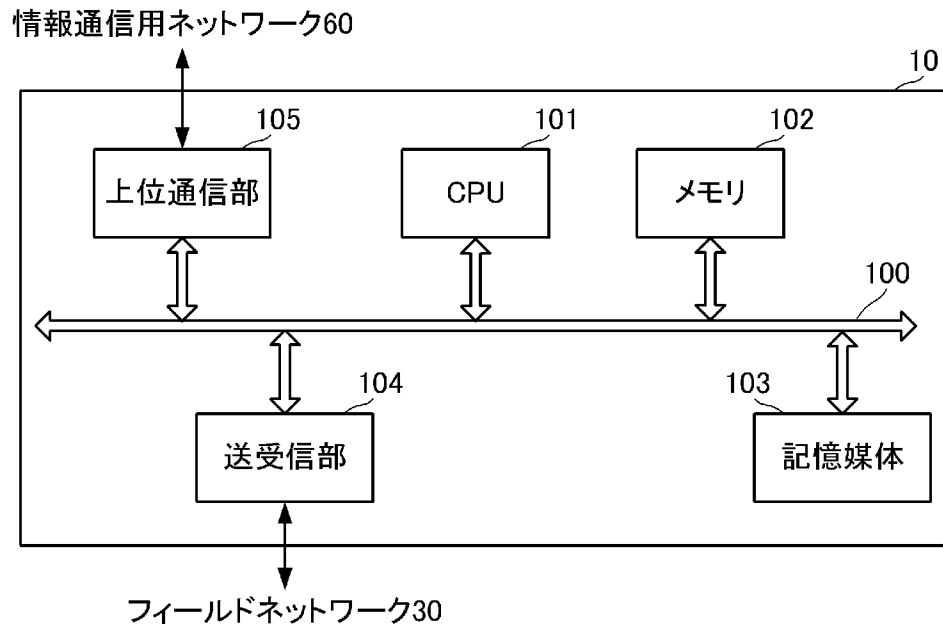 情報通信用ネットワーク60
10
105
101
102
上位通信部
CPU
メモリ
100
104
103
送受信部
記憶媒体
フィールドネットワーク30